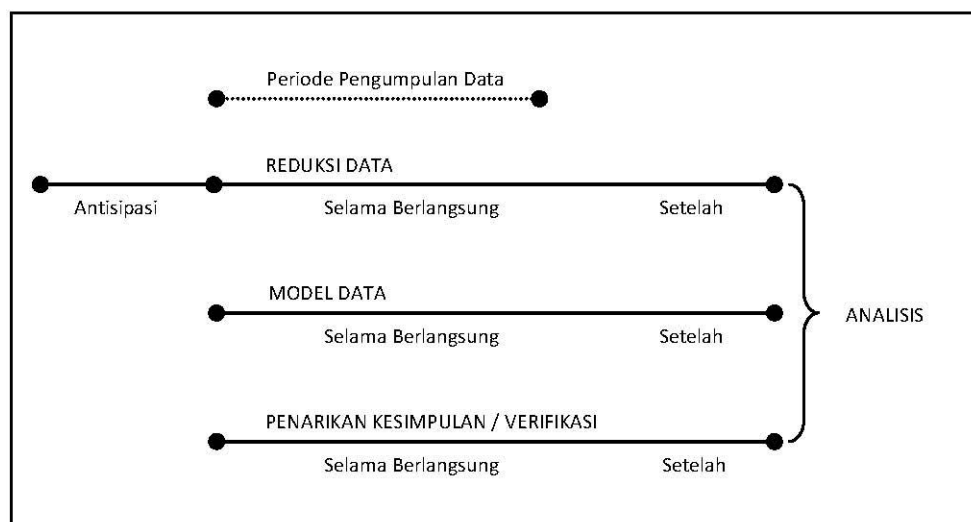 Periode Pengumpulan Data
REDUKSI DATA
Antisipasi
Selama Berlangsung
Setelah
MODEL DATA
Selama Berlangsung
Setelah
ANALISIS
PENARIKAN KESIMPULAN / VERIFIKASI
Selama Berlangsung
Setelah